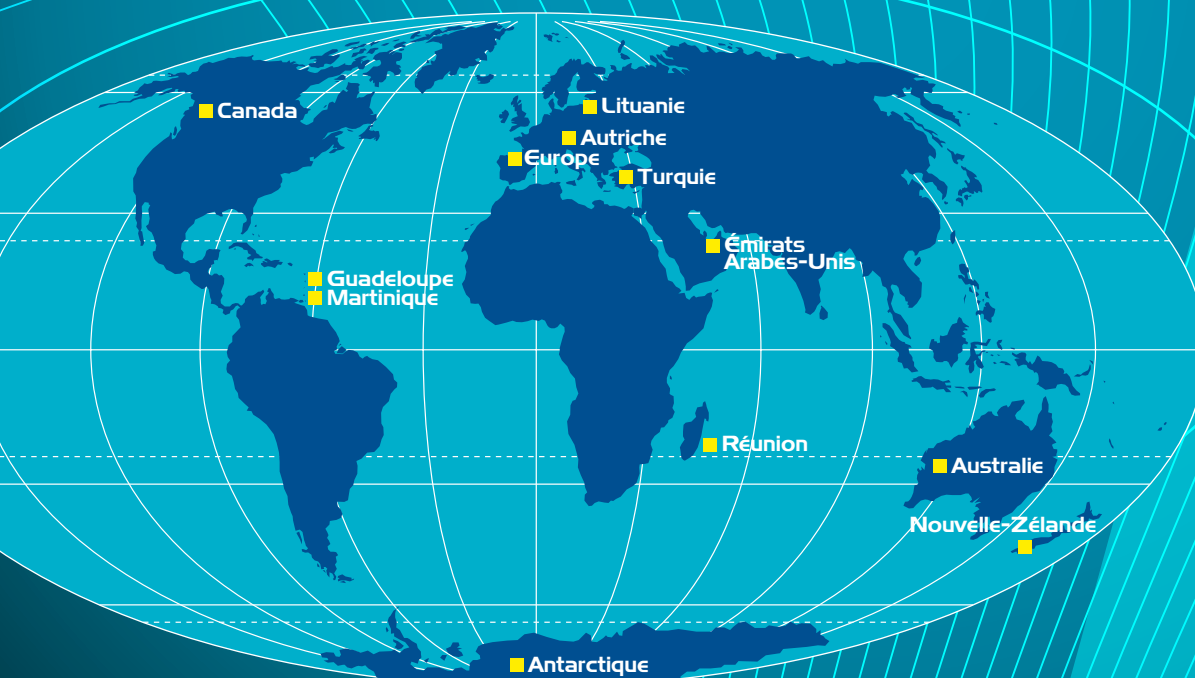 Canada
Lituanie
Autriche
Europe
Turquie
Émirats
Arabes-Unis
Guadeloupe
Martinique
Réunion
Australie
Nouvelle-Zélande
Antarctique